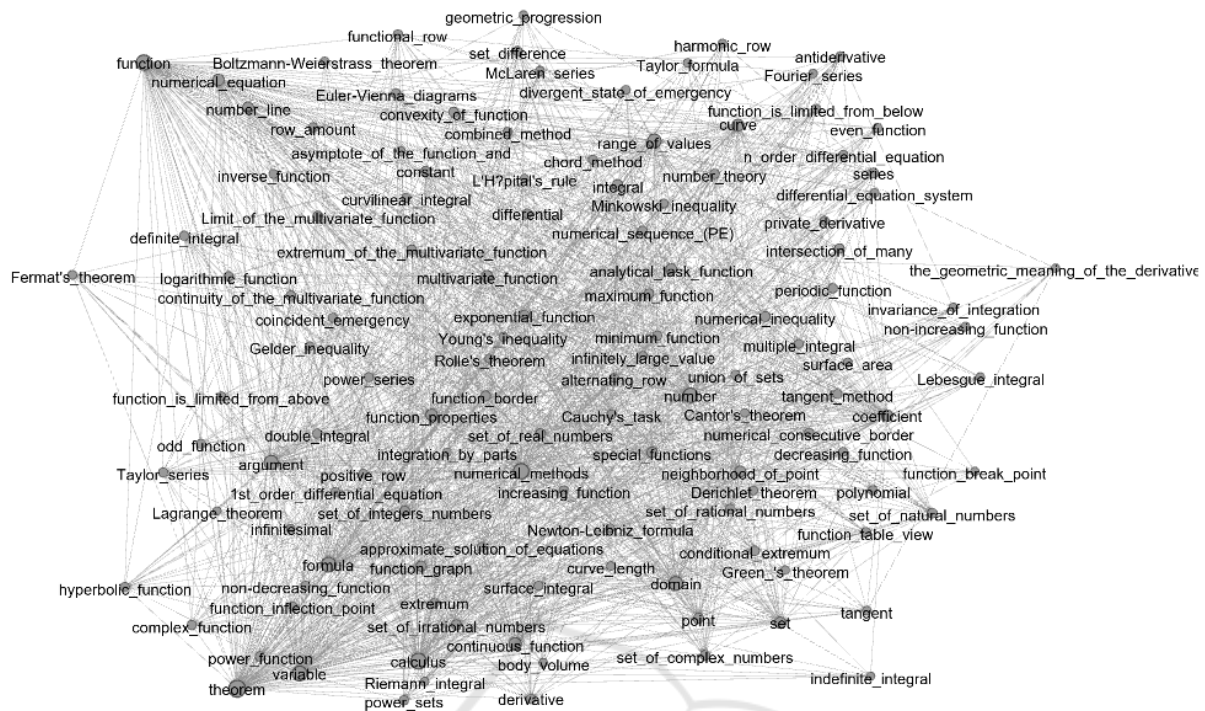 geometric_progression
functional_row
harmonic_row
set_difference
antiderivative
function
Boltzmann-Weierstrass_theorem
Taylor_formula
McLaren_series
Fourier_series
numerical_equation
divergent_state_of_emergency
Euler-Vienna_diagrams
number_line
convexity_of_function
function_is_limited_from_below
curve
row_amount
combined_method
even_function
range_of_values
asymptote_of_the_function_and
chord_method
n_order_differential_equation
inverse_function
constant
L'H?pital's_rule
integral
number_theory
series
curvilinear_integral
Minkowski_inequality
differential_equation_system
Limit_of_the_multivariate_function
differential
private_derivative
definite_integral
numerical_sequence_(PE)
extremum_of_the_multivariate_function
intersection_of_many
Fermat's_theorem
logarithmic_function
multivariate_function
analytical_task_function
the_geometric_meaning_of_the_derivative
continuity_of_the_multivariate_function
maximum_function
periodic_function
invariance_of_integration
coincident_emergency
exponential_function
numerical_inequality
non-increasing_function
Young's_inequality
minimum_function
Gelder_inequality
multiple_integral
Rolle's_theorem
infinitely_large_value
surface_area
power_series
alternating_row
union_of_sets
Lebesgue_integral
function_is_limited_from_above
function_border
number
tangent_method
function_properties
Cauchy's_task
Cantor's_theorem
coefficient
odd_function
double_integral
set_of_real_numbers
numerical_consecutive_border
integration_by_parts
special_functions
decreasing_function
argument
Taylor_series
positive_row
numerical_methods
neighborhood_of_point
function_break_point
1st_order_differential_equation
increasing_function
Derichlet_theorem
polynomial
Lagrange_theorem
set_of_integers_numbers
set_of_rational_numbers
set_of_natural_numbers
infinitesimal
Newton-Leibniz_formula
function_table_view
approximate_solution_of_equations
conditional_extremum
formula
function_graph
curve_length
Green_'s_theorem
hyperbolic_function
non-decreasing_function
surface_integral
domain
function_inflection_point
extremum
tangent
complex_function
set_of_irrational_numbers
point
set
continuous_function
power_function
calculus
body_volume
set_of_complex_numbers
variable
theorem
Riemann_integral
indefinite_integral
power_sets
derivative